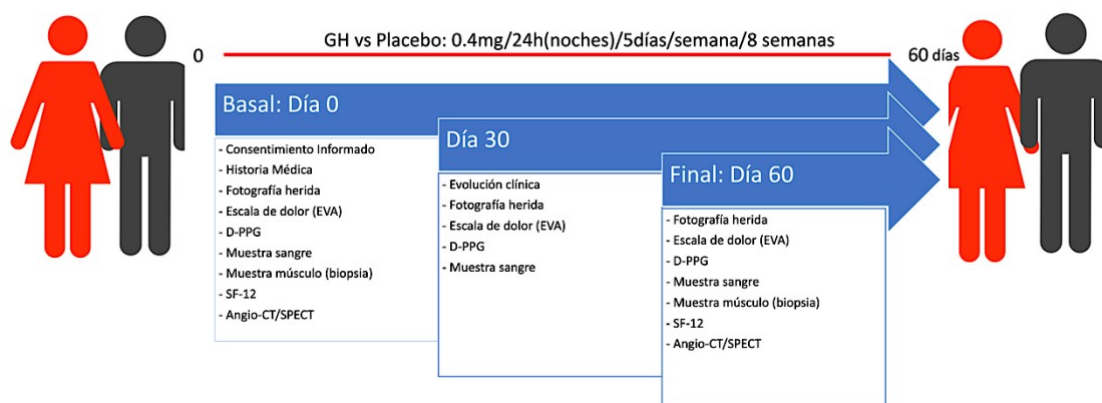 GH vs Placebo: 0.4mg/24h(noches)/5días/semana/8 semanas
0
60 días
Basal: Día 0
- Consentimiento Informado
- Historia Médica
- Fotografía herida
- Escala de dolor (EVA)
- D-PPG
- Muestra sangre
- Muestra músculo (biopsia)
- SF-12
- Angio-CT/SPECT
Día 30
- Evolución clínica
- Fotografía herida
- Escala de dolor (EVA)
- D-PPG
- Muestra sangre
Final: Día 60
- Fotografía herida
- Escala de dolor (EVA)
- D-PPG
- Muestra sangre
- Muestra músculo (biopsia)
- SF-12
- Angio-CT/SPECT